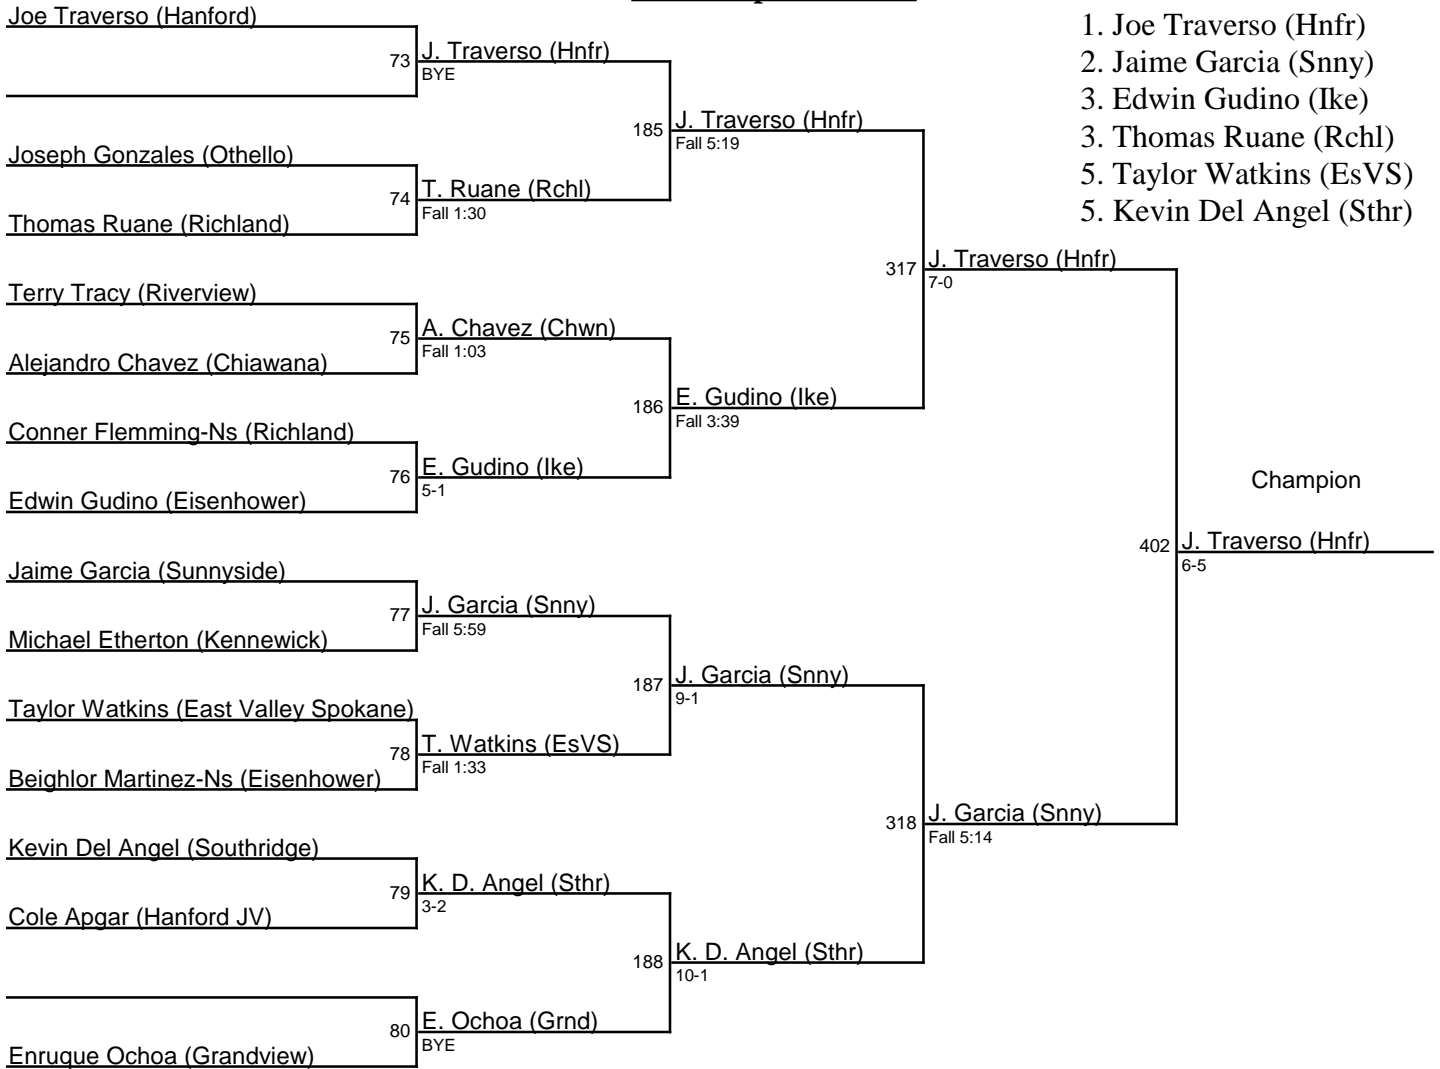 Joe Traverso (Hanford)
73
J. Traverso (Hnfr)
BYE
Joseph Gonzales (Othello)
74
T. Ruane (Rchl)
Fall 1:30
Thomas Ruane (Richland)
185
J. Traverso (Hnfr)
Fall 5:19
Terry Tracy (Riverview)
75
A. Chavez (Chwn)
Fall 1:03
Alejandro Chavez (Chiawana)
Conner Flemming-Ns (Richland)
76
E. Gudino (Ike)
5-1
Edwin Gudino (Eisenhower)
186
E. Gudino (Ike)
Fall 3:39
317
J. Traverso (Hnfr)
7-0
Jaime Garcia (Sunnyside)
77
J. Garcia (Snny)
Fall 5:59
Michael Etherton (Kennewick)
Taylor Watkins (East Valley Spokane)
78
T. Watkins (EsVS)
Fall 1:33
Beighlor Martinez-Ns (Eisenhower)
187
J. Garcia (Snny)
9-1
Kevin Del Angel (Southridge)
79
K. D. Angel (Sthr)
3-2
Cole Apgar (Hanford JV)
80
E. Ochoa (Grnd)
BYE
Enruque Ochoa (Grandview)
188
K. D. Angel (Sthr)
10-1
318
J. Garcia (Snny)
Fall 5:14
Champion
402
J. Traverso (Hnfr)
6-5
1. Joe Traverso (Hnfr)
2. Jaime Garcia (Snny)
3. Edwin Gudino (Ike)
3. Thomas Ruane (Rchl)
5. Taylor Watkins (EsVS)
5. Kevin Del Angel (Sthr)